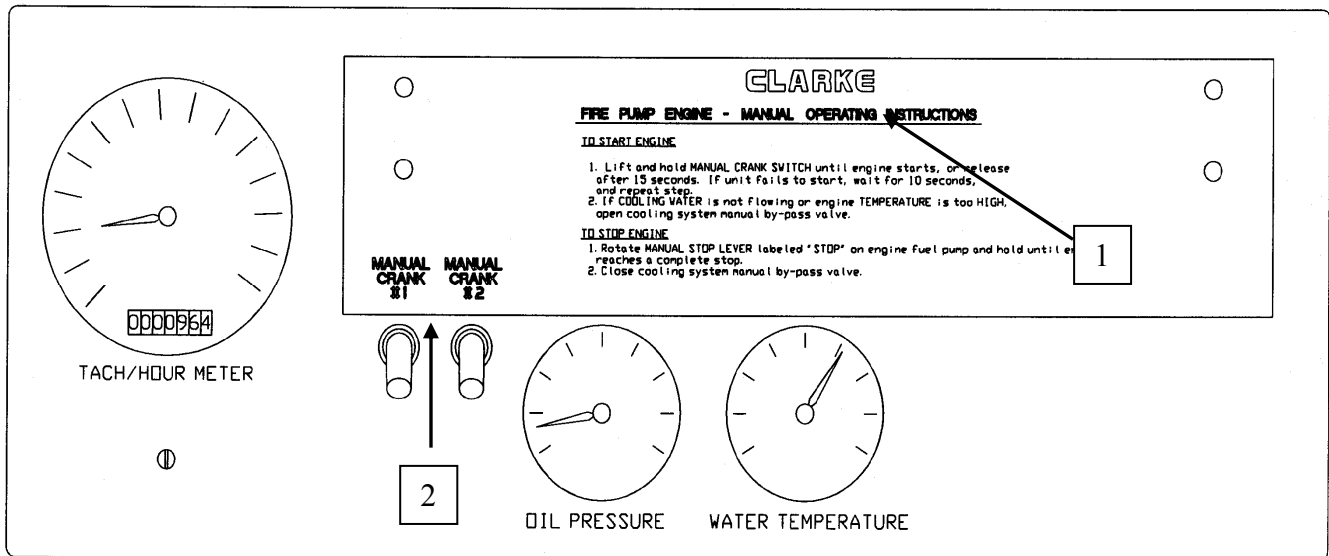 CLARKE
FIRE PUMP ENGINE - MANUAL OPERATING INSTRUCTIONS
TO START ENGINE
1. Lift and hold MANUAL CRANK SWITCH until engine starts, or release
after 15 seconds. If unit fails to start, wait for 10 seconds,
and repeat step.
2. If COOLING WATER is not flowing or engine TEMPERATURE is too HIGH,
open cooling system manual by-pass valve.
TO STOP ENGINE
1. Rotate MANUAL STOP LEVER labeled "STOP" on engine fuel pump and hold until
reaches a complete stop.
2. Close cooling system manual by-pass valve.
1
MANUAL
CRANK
#1
MANUAL
CRANK
#2
0000964
TACH/HOUR METER
2
OIL PRESSURE
WATER TEMPERATURE